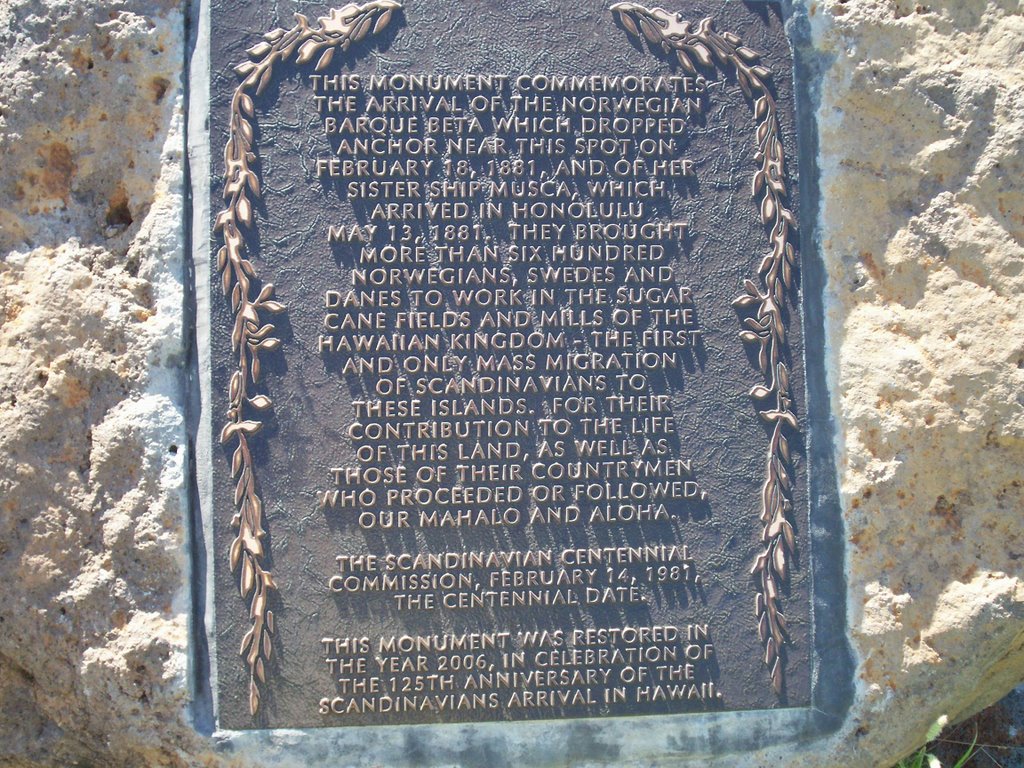 THIS MONUMENT COMMEMORATES
THE ARRIVAL OF THE NORWEGIAN
BARQUE BETA WHICH DROPPED
ANCHOR NEAR THIS SPOT ON
FEBRUARY 18, 1881, AND OF HER
SISTER SHIP MUSCA, WHICH
ARRIVED IN HONOLULU
MAY 13, 1881. THEY BROUGHT
MORE THAN SIX HUNDRED
NORWEGIANS, SWEDES AND
DANES TO WORK IN THE SUGAR
CANE FIELDS AND MILLS OF THE
HAWAIIAN KINGDOM - THE FIRST
AND ONLY MASS MIGRATION
OF SCANDINAVIANS TO
THESE ISLANDS. FOR THEIR
CONTRIBUTION TO THE LIFE
OF THIS LAND, AS WELL AS
THOSE OF THEIR COUNTRYMEN
WHO PROCEEDED OR FOLLOWED,
OUR MAHALO AND ALOHA.
THE SCANDINAVIAN CENTENNIAL
COMMISSION, FEBRUARY 14, 1981,
THE CENTENNIAL DATE.
THIS MONUMENT WAS RESTORED IN
THE YEAR 2006, IN CELEBRATION OF
THE 125TH ANNIVERSARY OF THE
SCANDINAVIANS ARRIVAL IN HAWAII.